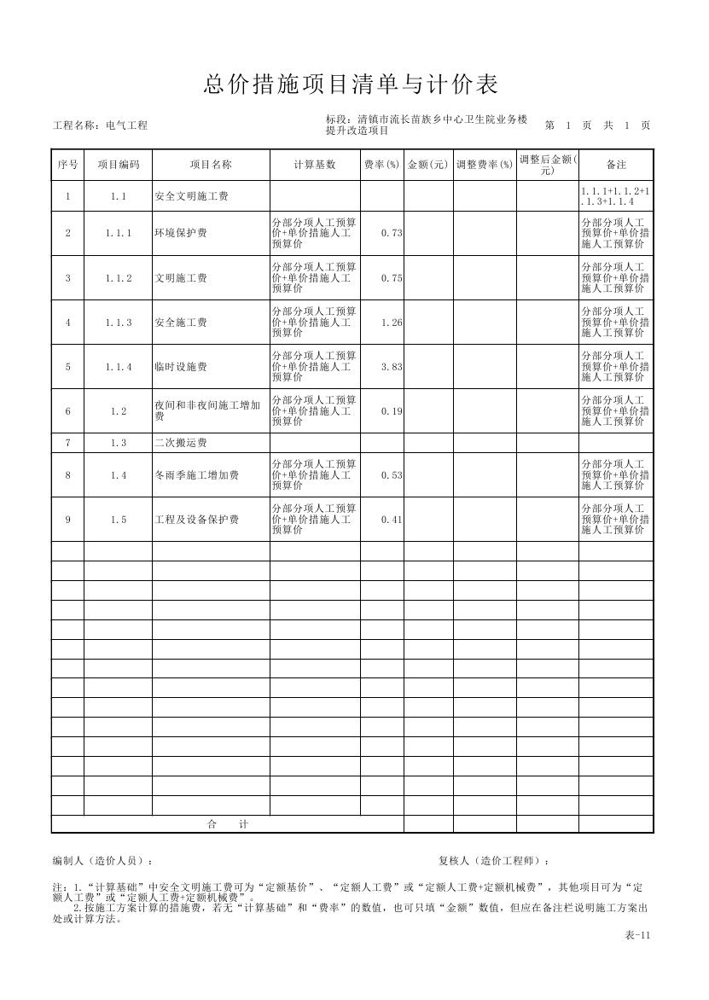 总价措施项目清单与计价表
工程名称：电气工程
标段：清镇市流长苗族乡中心卫生院业务楼
提升改造项目
第 1 页 共 1 页
序号 项目编码 项目名称 计算基数 费率(%) 金额(元) 调整费率(%) 调整后金额(
元) 备注
1 1.1 安全文明施工费 1.1.1+1.1.2+1
.1.3+1.1.4
2 1.1.1 环境保护费 分部分项人工预算
价+单价措施人工
预算价 0.73 分部分项人工
预算价+单价措
施人工预算价
3 1.1.2 文明施工费 分部分项人工预算
价+单价措施人工
预算价 0.75 分部分项人工
预算价+单价措
施人工预算价
4 1.1.3 安全施工费 分部分项人工预算
价+单价措施人工
预算价 1.26 分部分项人工
预算价+单价措
施人工预算价
5 1.1.4 临时设施费 分部分项人工预算
价+单价措施人工
预算价 3.83 分部分项人工
预算价+单价措
施人工预算价
6 1.2 夜间和非夜间施工增加
费 分部分项人工预算
价+单价措施人工
预算价 0.19 分部分项人工
预算价+单价措
施人工预算价
7 1.3 二次搬运费
8 1.4 冬雨季施工增加费 分部分项人工预算
价+单价措施人工
预算价 0.53 分部分项人工
预算价+单价措
施人工预算价
9 1.5 工程及设备保护费 分部分项人工预算
价+单价措施人工
预算价 0.41 分部分项人工
预算价+单价措
施人工预算价
合 计
编制人（造价人员）： 复核人（造价工程师）：
注：1.“计算基础”中安全文明施工费可为“定额基价”、“定额人工费”或“定额人工费+定额机械费”，其他项目可为“定
额人工费”或“定额人工费+定额机械费”。
2.按施工方案计算的措施费，若无“计算基础”和“费率”的数值，也可只填“金额”数值，但应在备注栏说明施工方案出
处或计算方法。
表-11